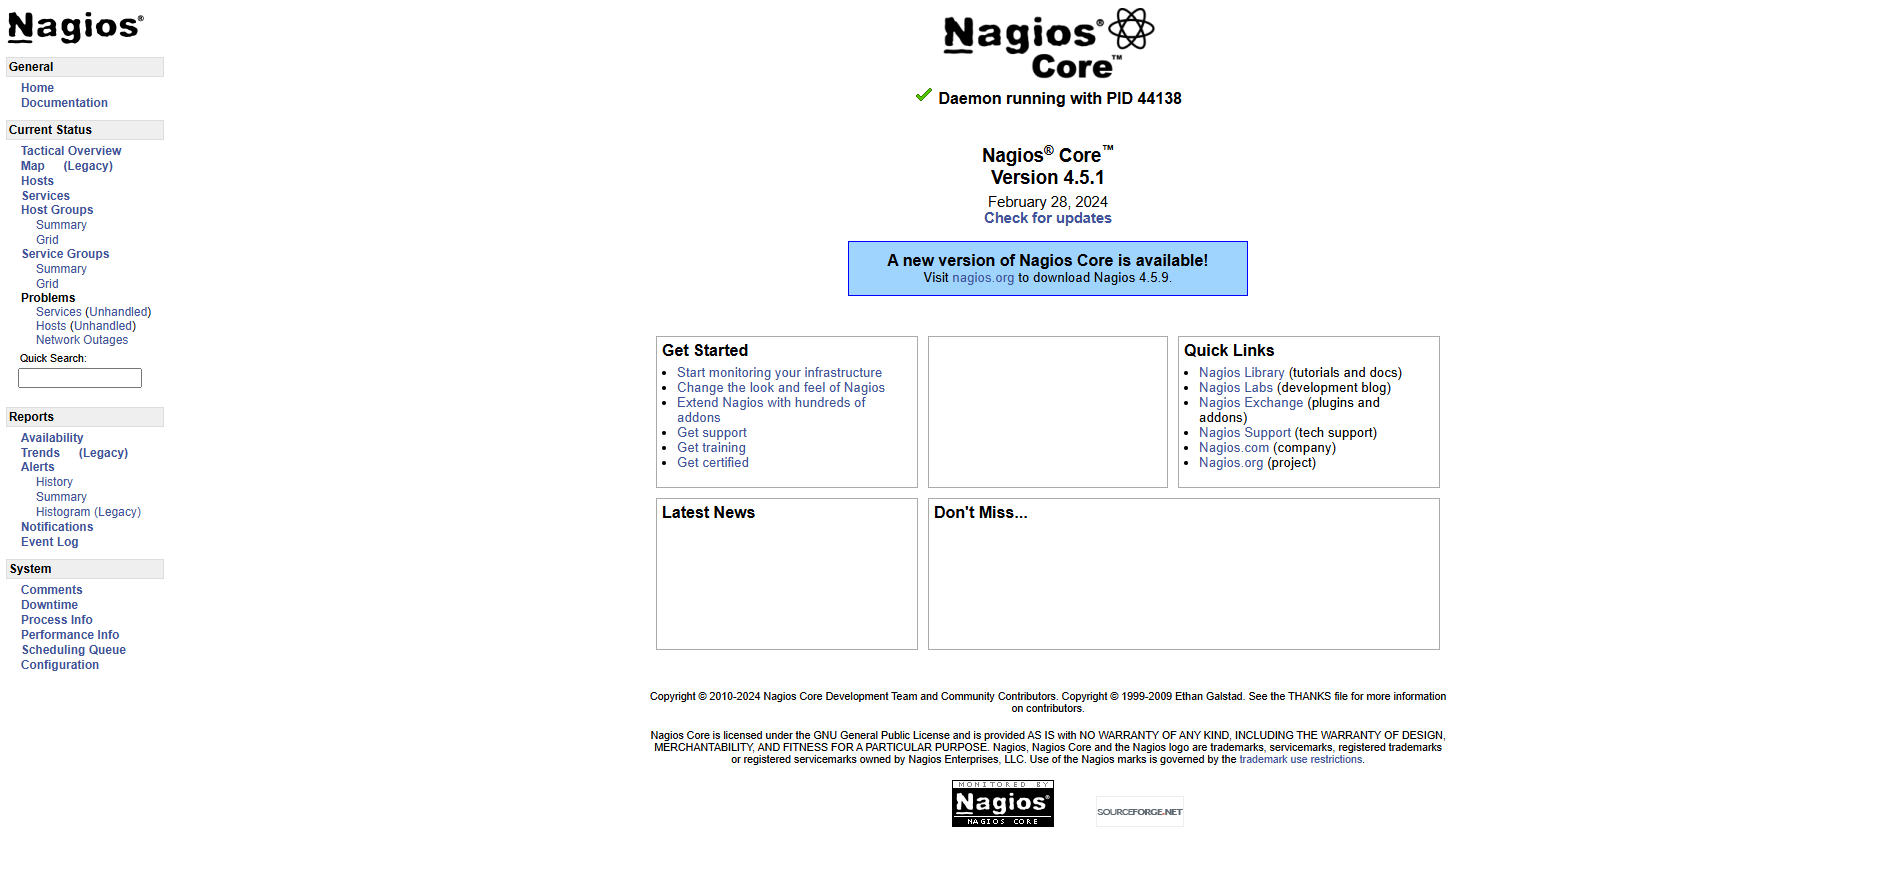 Nagios®
General
Home
Documentation
Current Status
Tactical Overview
Map (Legacy)
Hosts
Services
Host Groups
Summary
Grid
Service Groups
Summary
Grid
Problems
Services (Unhandled)
Hosts (Unhandled)
Network Outages
Quick Search:
Reports
Availability
Trends (Legacy)
Alerts
History
Summary
Histogram (Legacy)
Notifications
Event Log
System
Comments
Downtime
Process Info
Performance Info
Scheduling Queue
Configuration
Nagios®
Core™
Daemon running with PID 44138
Nagios® Core™
Version 4.5.1
February 28, 2024
Check for updates
A new version of Nagios Core is available!
Visit nagios.org to download Nagios 4.5.9.
Get Started
Start monitoring your infrastructure
Change the look and feel of Nagios
Extend Nagios with hundreds of
addons
Get support
Get training
Get certified
Quick Links
Nagios Library (tutorials and docs)
Nagios Labs (development blog)
Nagios Exchange (plugins and
addons)
Nagios Support (tech support)
Nagios.com (company)
Nagios.org (project)
Latest News
Don't Miss...
Copyright © 2010-2024 Nagios Core Development Team and Community Contributors. Copyright © 1999-2009 Ethan Galstad. See the THANKS file for more information
on contributors.
Nagios Core is licensed under the GNU General Public License and is provided AS IS with NO WARRANTY OF ANY KIND, INCLUDING THE WARRANTY OF DESIGN,
MERCHANTABILITY, AND FITNESS FOR A PARTICULAR PURPOSE. Nagios, Nagios Core and the Nagios logo are trademarks, servicemarks, registered trademarks
or registered servicemarks owned by Nagios Enterprises, LLC. Use of the Nagios marks is governed by the trademark use restrictions.
MONITORED BY
Nagios®
NAGIOS CORE
SOURCEFORGE.NET